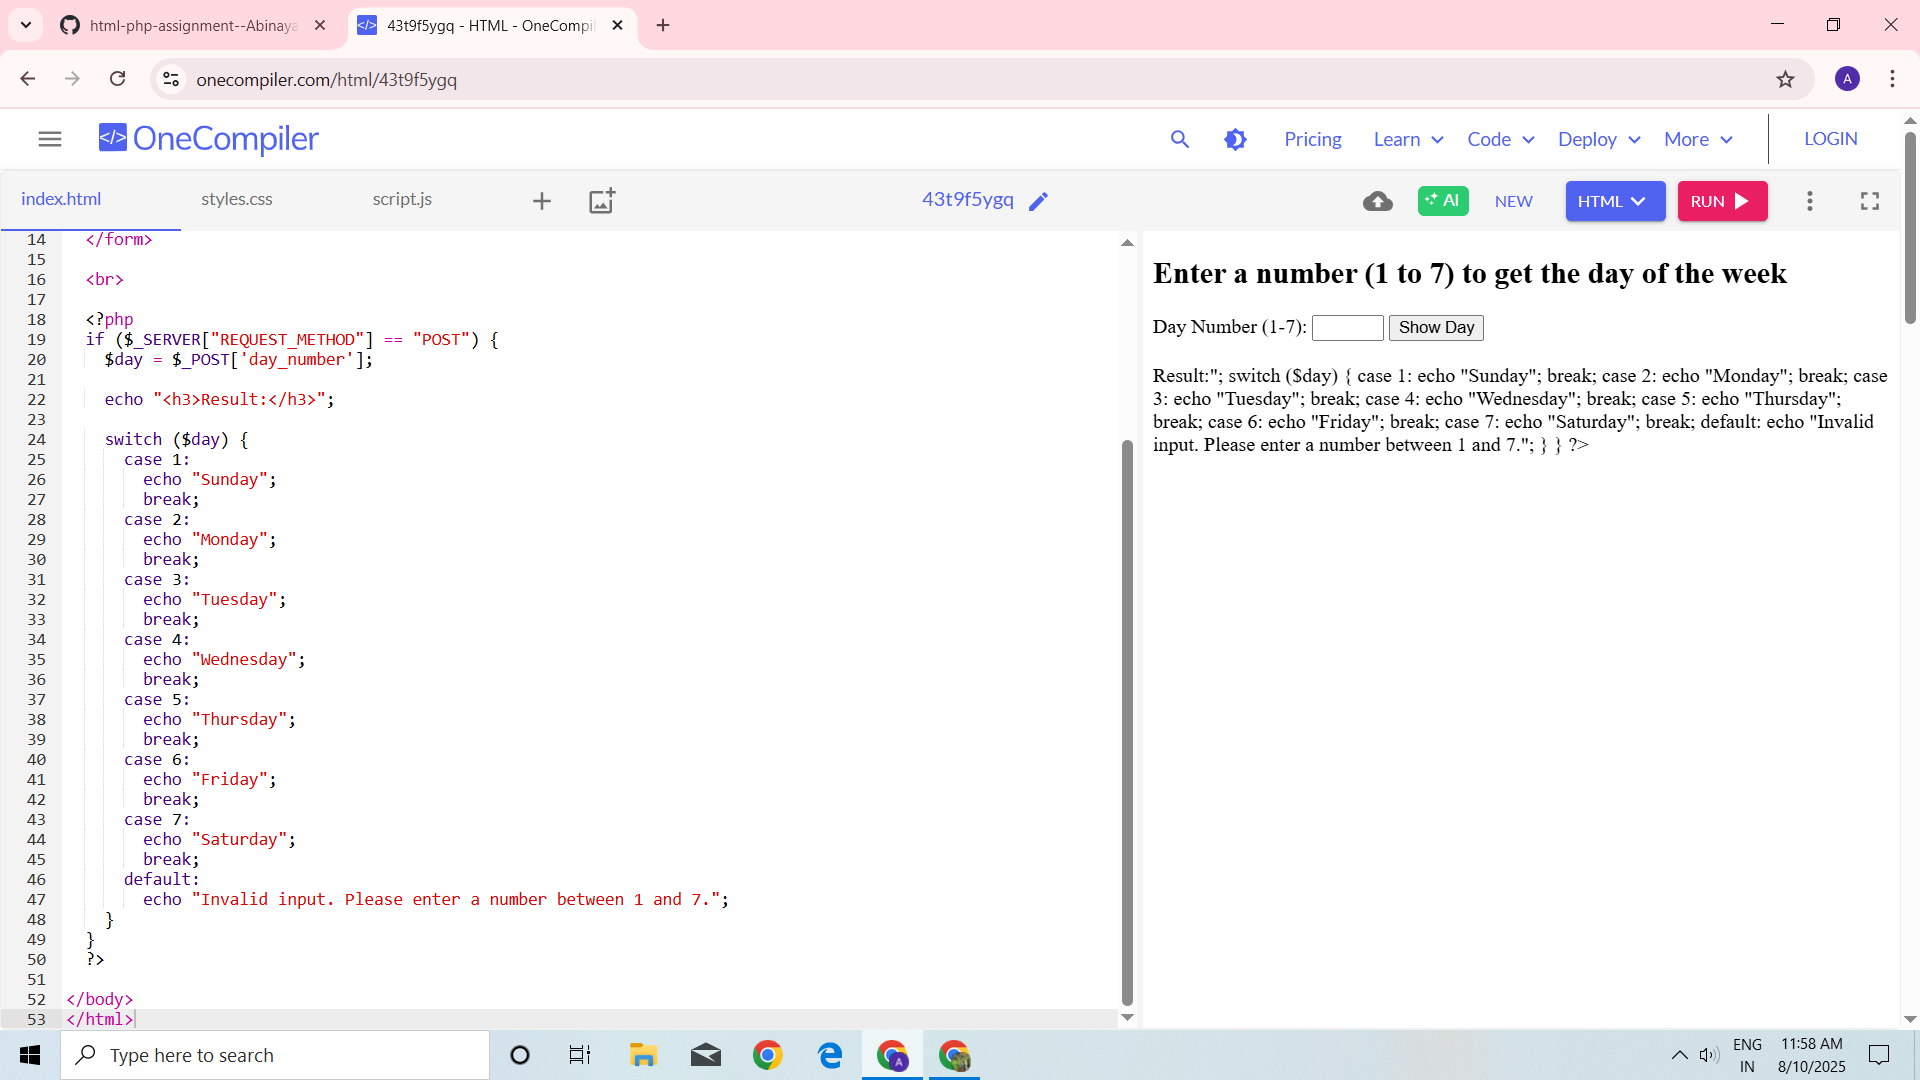 html-php-assignment--Abinaya
43t9f5ygq - HTML - OneCompil
onecompiler.com/html/43t9f5ygq
A
</> OneCompiler
Pricing
Learn
Code
Deploy
More
LOGIN
index.html
styles.css
script.js
43t9f5ygq
AI
NEW
HTML
RUN
14 </form>
15
16 <br>
17
18 <?php
19 if ($_SERVER["REQUEST_METHOD"] == "POST") {
20 $day = $_POST['day_number'];
21
22 echo "<h3>Result:</h3>";
23
24 switch ($day) {
25 case 1:
26 echo "Sunday";
27 break;
28 case 2:
29 echo "Monday";
30 break;
31 case 3:
32 echo "Tuesday";
33 break;
34 case 4:
35 echo "Wednesday";
36 break;
37 case 5:
38 echo "Thursday";
39 break;
40 case 6:
41 echo "Friday";
42 break;
43 case 7:
44 echo "Saturday";
45 break;
46 default:
47 echo "Invalid input. Please enter a number between 1 and 7.";
48 }
49 }
50 ?>
51
52 </body>
53 </html>
Enter a number (1 to 7) to get the day of the week
Day Number (1-7):
Show Day
Result:"; switch ($day) { case 1: echo "Sunday"; break; case 2: echo "Monday"; break; case
3: echo "Tuesday"; break; case 4: echo "Wednesday"; break; case 5: echo "Thursday";
break; case 6: echo "Friday"; break; case 7: echo "Saturday"; break; default: echo "Invalid
input. Please enter a number between 1 and 7."; } } ?>
Type here to search
A
ENG
IN
11:58 AM
8/10/2025